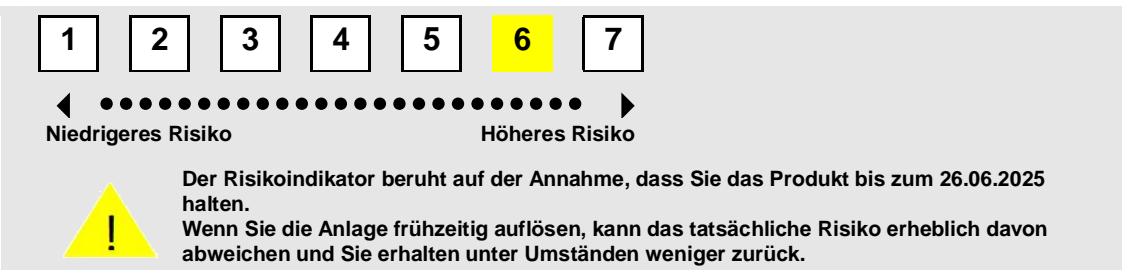 1 2 3 4 5 6 7
Niedrigeres Risiko Höheres Risiko
Der Risikoindikator beruht auf der Annahme, dass Sie das Produkt bis zum 26.06.2025
halten.
Wenn Sie die Anlage frühzeitig auflösen, kann das tatsächliche Risiko erheblich davon
abweichen und Sie erhalten unter Umständen weniger zurück.
!